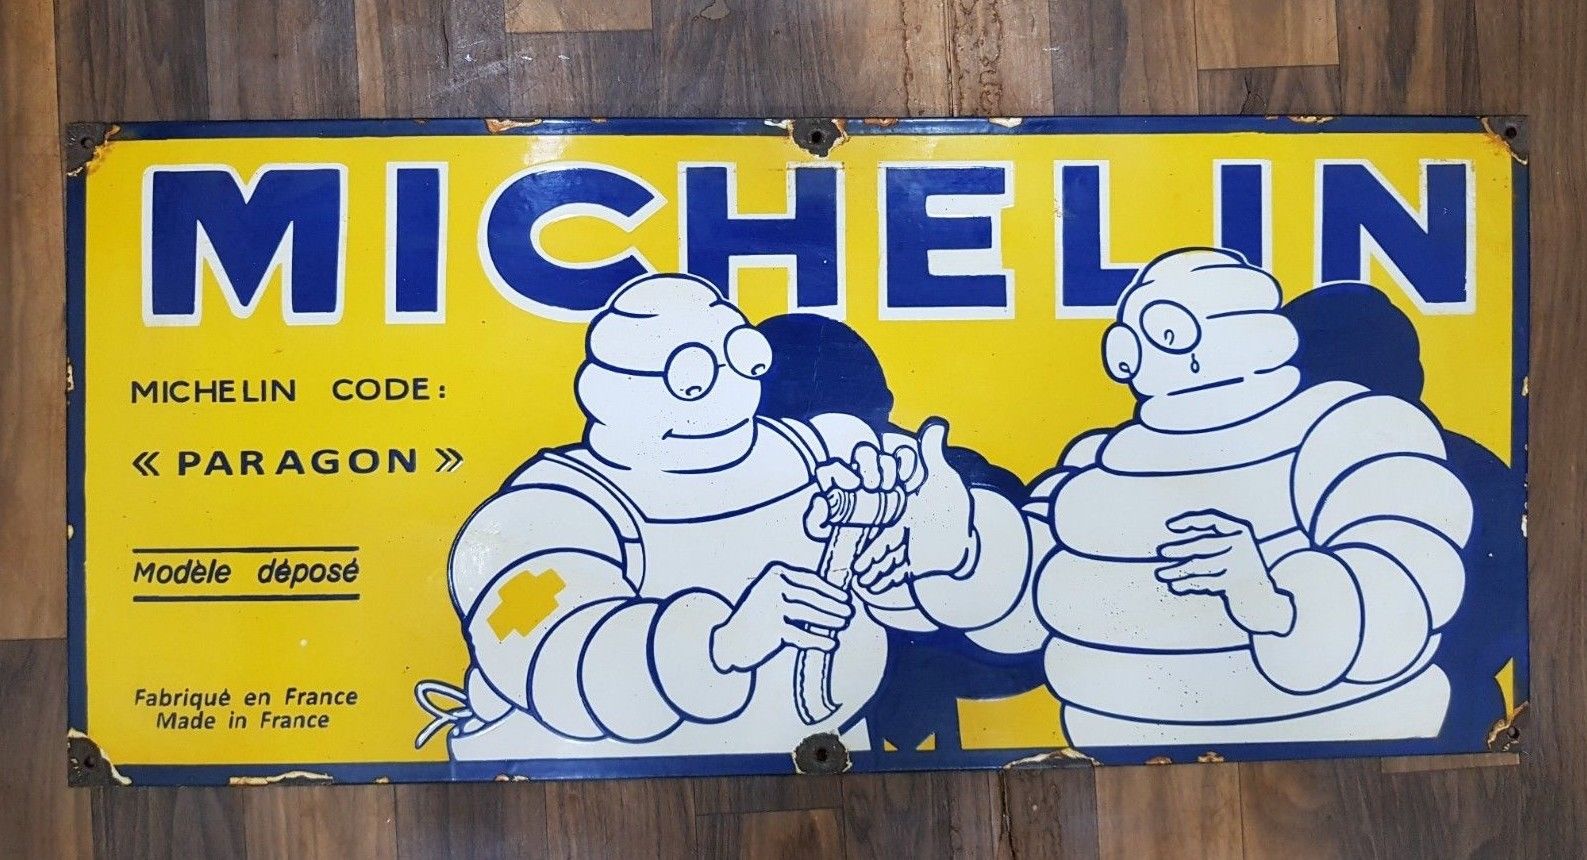 MICHELIN
MICHELIN CODE:
« PARAGON »
Modèle déposé
Fabriqué en France
Made in France